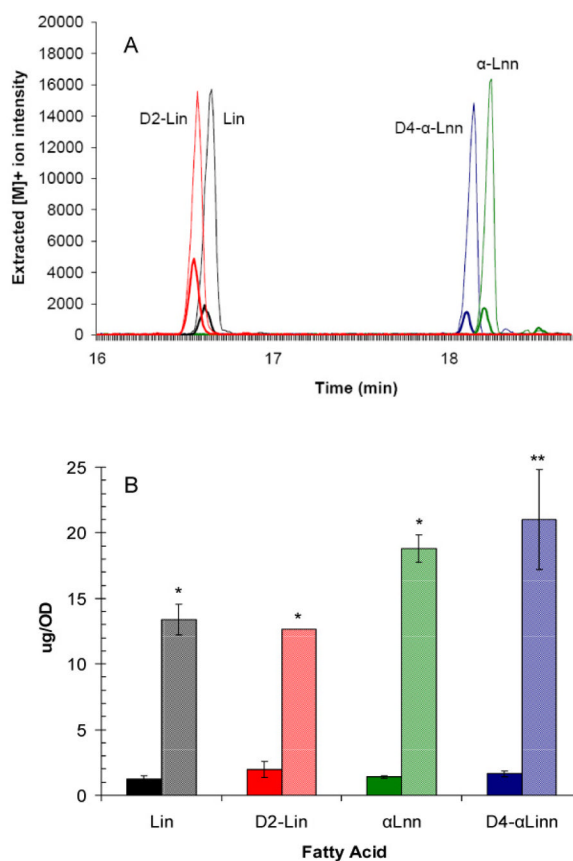 A
20000
18000
16000
14000
12000
10000
8000
6000
4000
2000
0
Extracted [M]+ ion intensity
D2-Lin
Lin
D4-α-Lnn
α-Lnn
16
17
18
Time (min)
B
25
20
15
10
5
0
ug/OD
*
*
*
**
Lin
D2-Lin
αLnn
D4-αLinn
Fatty Acid